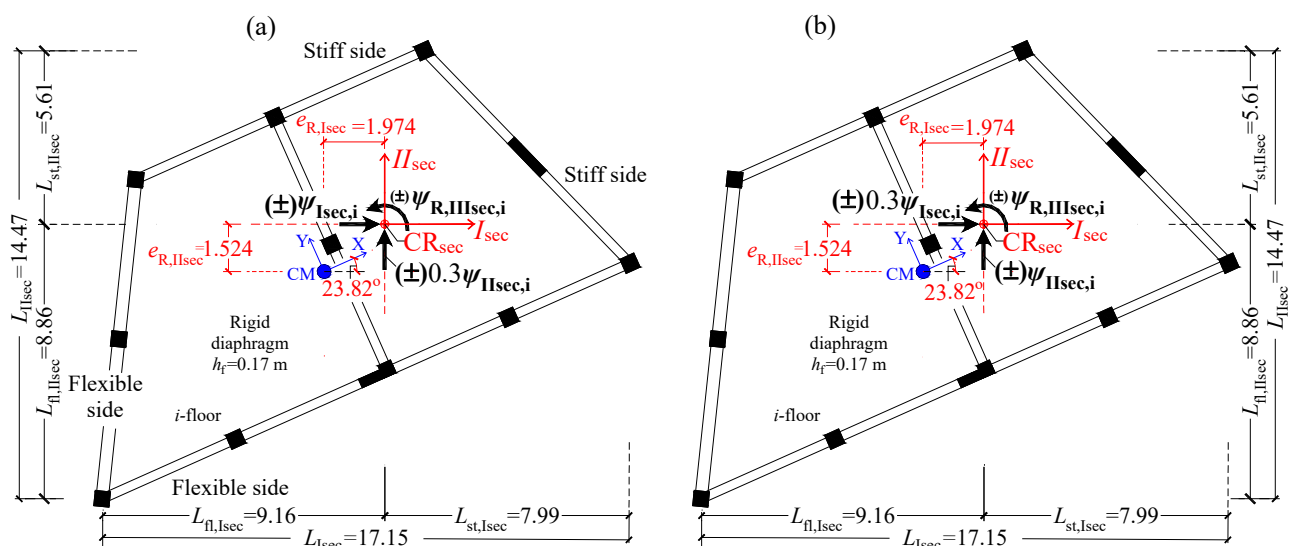 (a)
Stiff side
e_R,Isec =1.974
II_sec
Stiff side
(±)ψ_Isec,i
(±)ψ_R,IIIsec,i
I_sec
CR_sec
e_R,IIsec=1.524
Y
X
CM
(±)0.3ψ_IIsec,i
23.82°
Rigid
diaphragm
h_f=0.17 m
Flexible
side
i-floor
Flexible side
L_IIsec=14.47
L_st,IIsec=5.61
L_fl,IIsec=8.86
L_fl,Isec=9.16
L_st,Isec=7.99
L_Isec=17.15
(b)
e_R,Isec =1.974
II_sec
(±)0.3ψ_Isec,i
(±)ψ_R,IIIsec,i
I_sec
CR_sec
e_R,IIsec=1.524
Y
X
CM
(±)ψ_IIsec,i
23.82°
Rigid
diaphragm
h_f=0.17 m
i-floor
L_st,IIsec=5.61
L_fl,IIsec=8.86
L_IIsec=14.47
L_fl,Isec=9.16
L_st,Isec=7.99
L_Isec=17.15